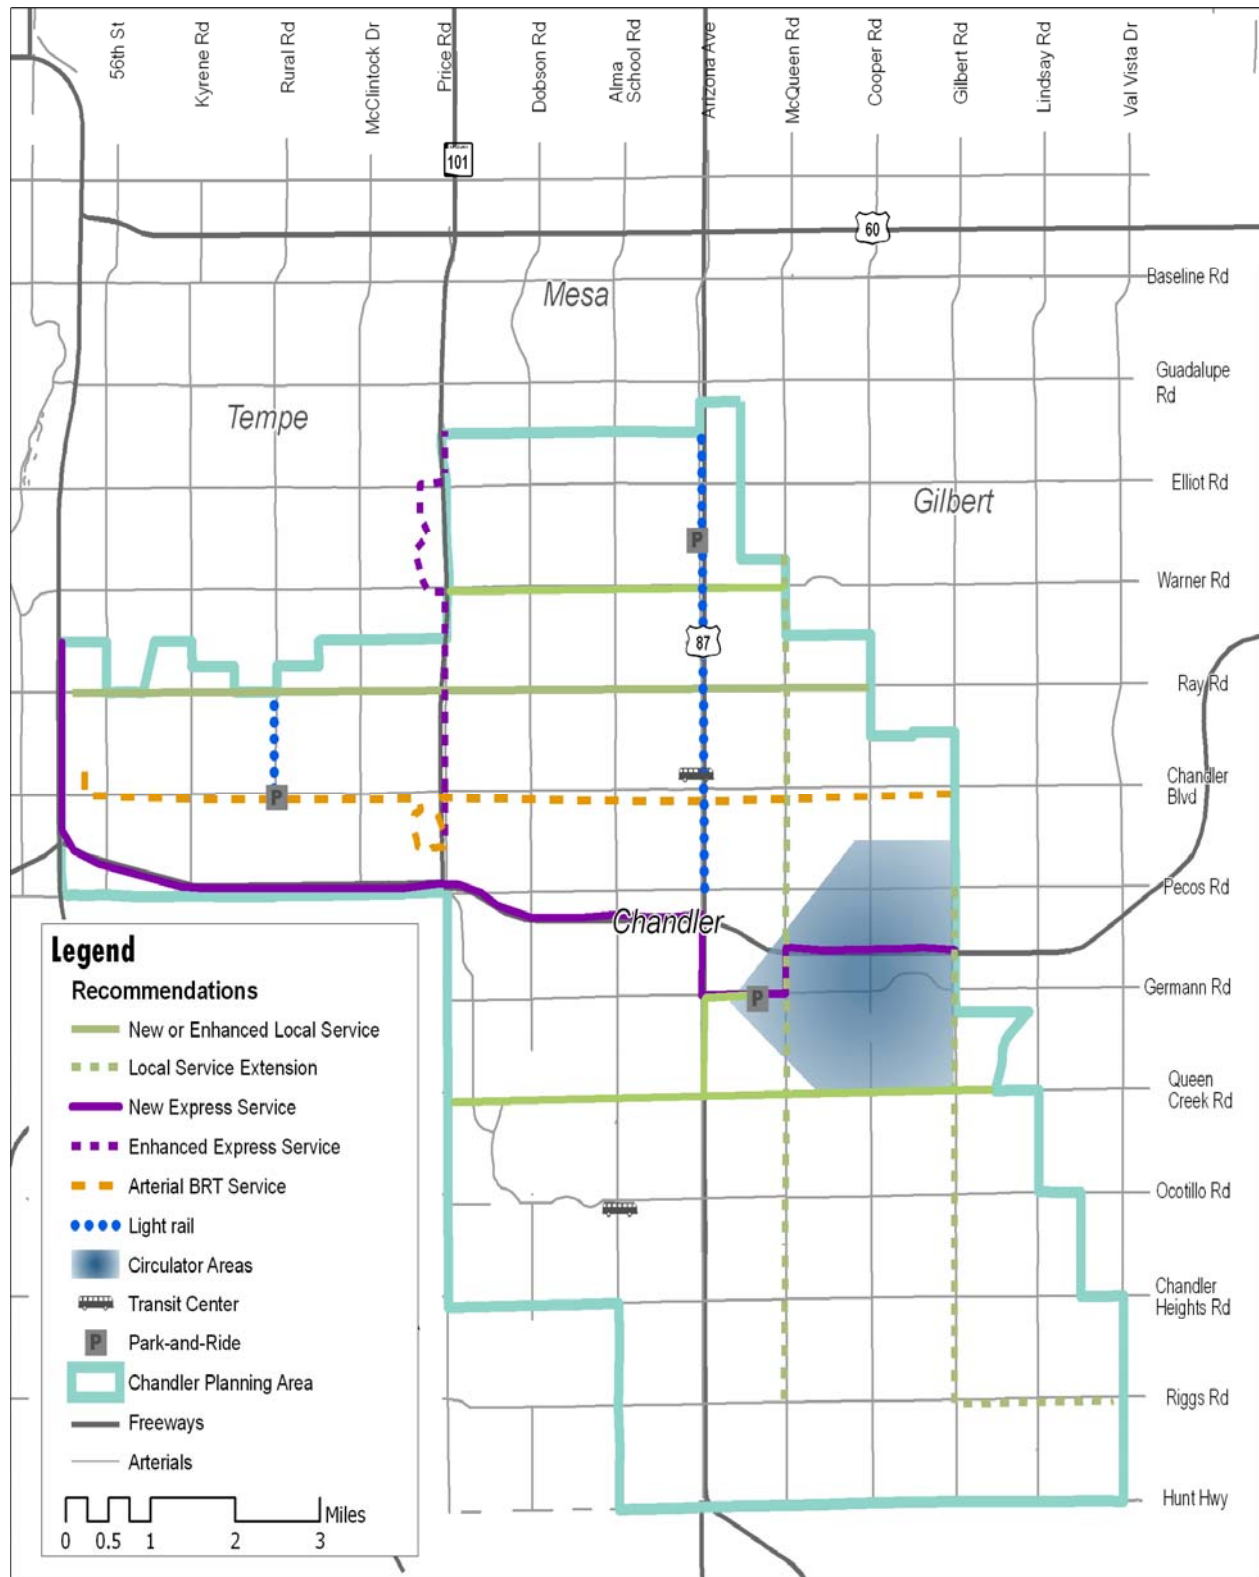 56th St
Kyrene Rd
Rural Rd
McClintock Dr
Price Rd
Dobson Rd
Alma
School Rd
Arizona Ave
McQueen Rd
Cooper Rd
Gilbert Rd
Lindsay Rd
Val Vista Dr
101
60
Baseline Rd
Mesa
Guadalupe
Rd
Tempe
Elliot Rd
Gilbert
P
Warner Rd
87
Ray Rd
Chandler
Blvd
P
Pecos Rd
Chandler
Germann Rd
P
Queen
Creek Rd
Ocotillo Rd
Chandler
Heights Rd
Riggs Rd
Hunt Hwy
Legend
Recommendations
New or Enhanced Local Service
Local Service Extension
New Express Service
Enhanced Express Service
Arterial BRT Service
Light rail
Circulator Areas
Transit Center
P Park-and-Ride
Chandler Planning Area
Freeways
Arterials
Miles
0 0.5 1 2 3